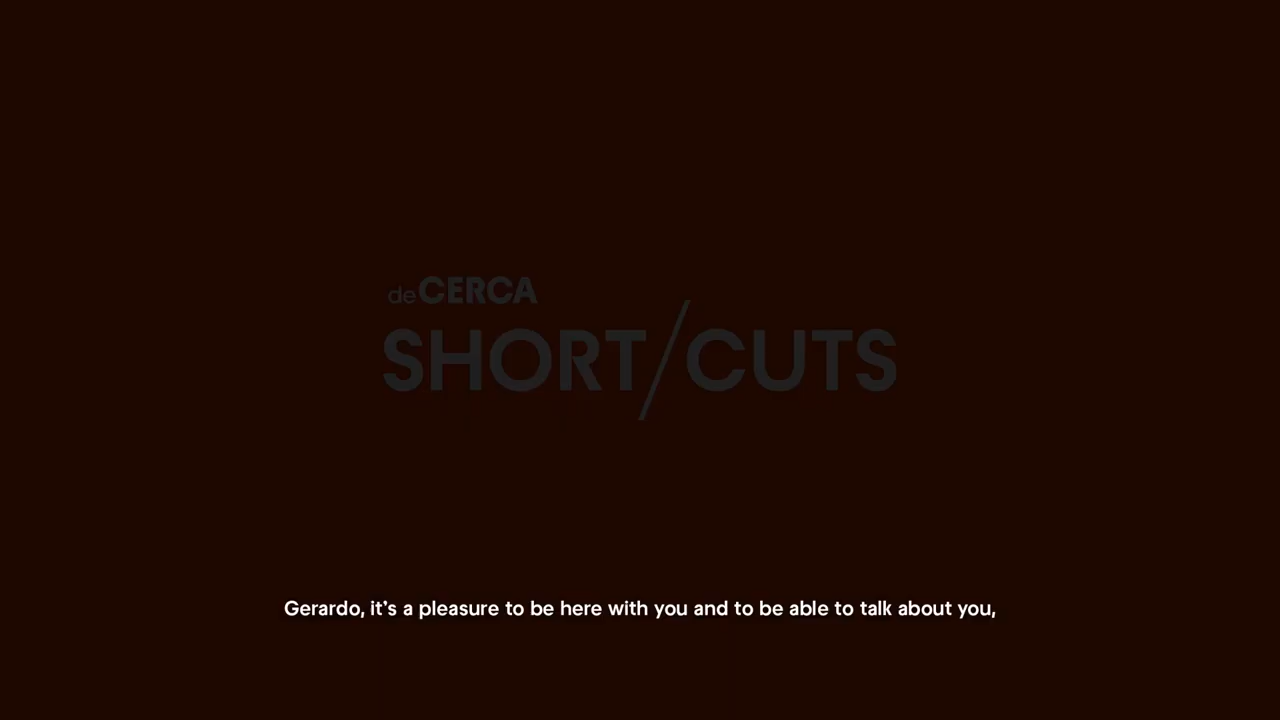 deCERCA
SHORT/CUTS
Gerardo, it's a pleasure to be here with you and to be able to talk about you,